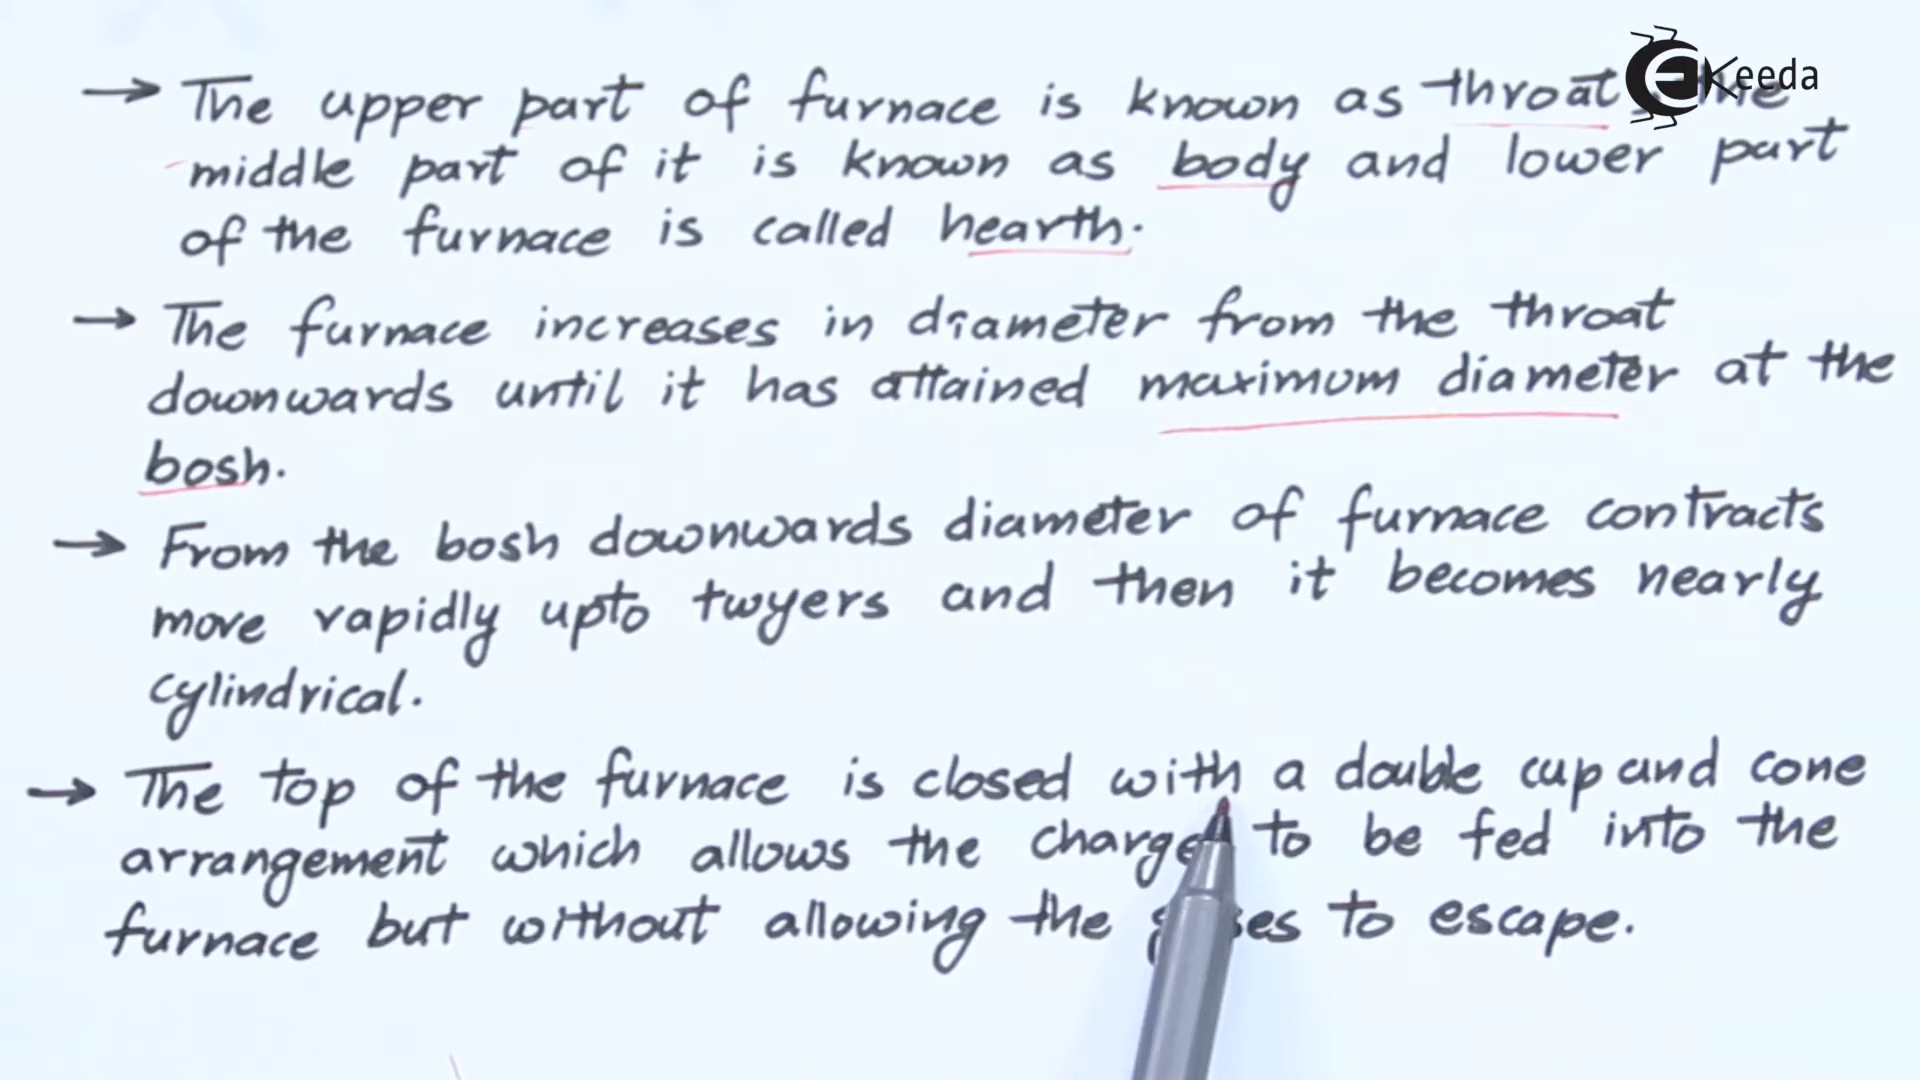 → The upper part of furnace is known as throat, the
middle part of it is known as body and lower part
of the furnace is called hearth.
→ The furnace increases in diameter from the throat
downwards until it has attained maximum diameter at the
bosh.
→ From the bosh downwards diameter of furnace contracts
more rapidly upto twyers and then it becomes nearly
cylindrical.
→ The top of the furnace is closed with a double cup and cone
arrangement which allows the charge to be fed into the
furnace but without allowing the gases to escape.
EKeeda